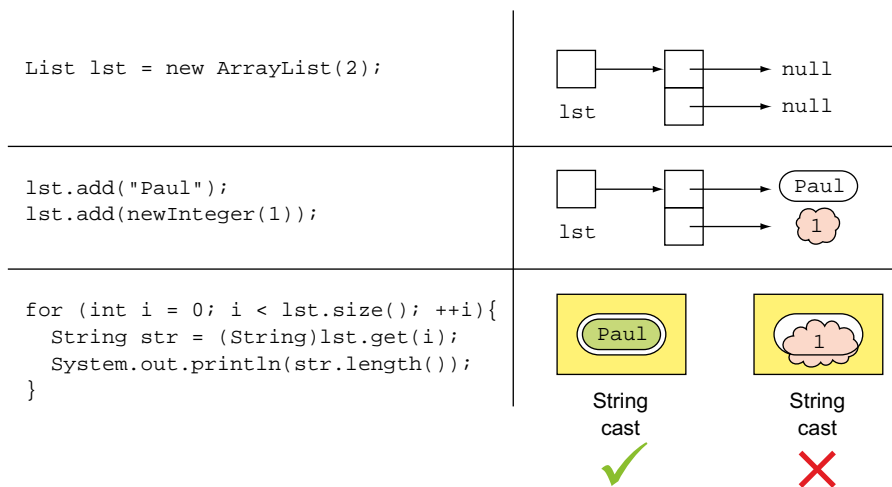 List lst = new ArrayList(2);
null
lst
null
lst.add("Paul");
lst.add(newInteger(1));
Paul
lst
1
for (int i = 0; i < lst.size(); ++i){
  String str = (String)lst.get(i);
  System.out.println(str.length());
}
Paul
1
String
cast
String
cast